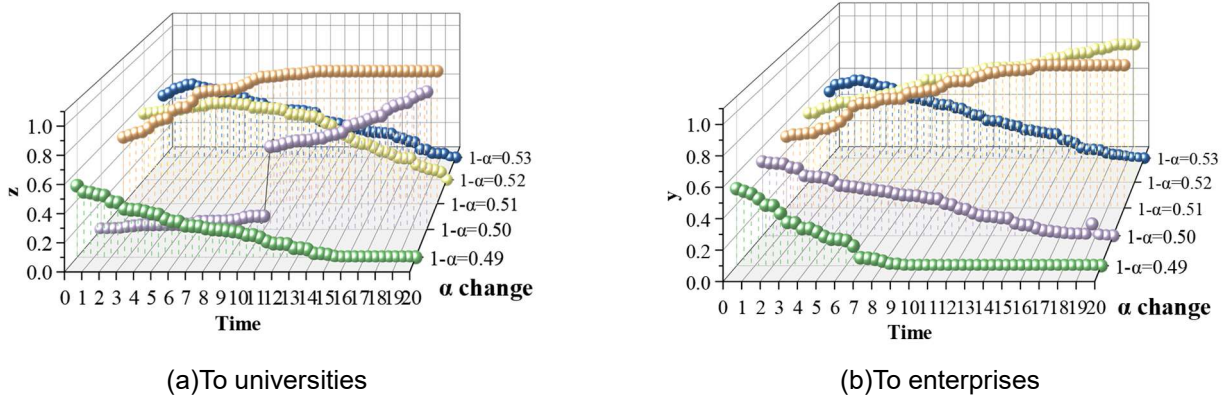 1.0
0.8
0.6
0.4
0.2
0.0
z
0 1 2 3 4 5 6 7 8 9 10 11 12 13 14 15 16 17 18 19 20
Time
1-α=0.53
1-α=0.52
1-α=0.51
1-α=0.50
1-α=0.49
α change
(a)To universities
1.0
0.8
0.6
0.4
0.2
0.0
y
0 1 2 3 4 5 6 7 8 9 10 11 12 13 14 15 16 17 18 19 20
Time
1-α=0.53
1-α=0.52
1-α=0.51
1-α=0.50
1-α=0.49
α change
(b)To enterprises